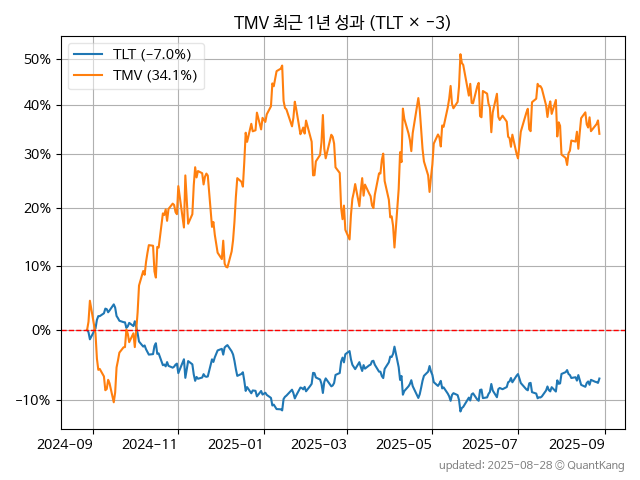 TMV 최근 1년 성과 (TLT × −3)
TLT (−7.0%)
TMV (34.1%)
50%
40%
30%
20%
10%
0%
−10%
2024-09 2024-11 2025-01 2025-03 2025-05 2025-07 2025-09
updated: 2025-08-28 © QuantKang